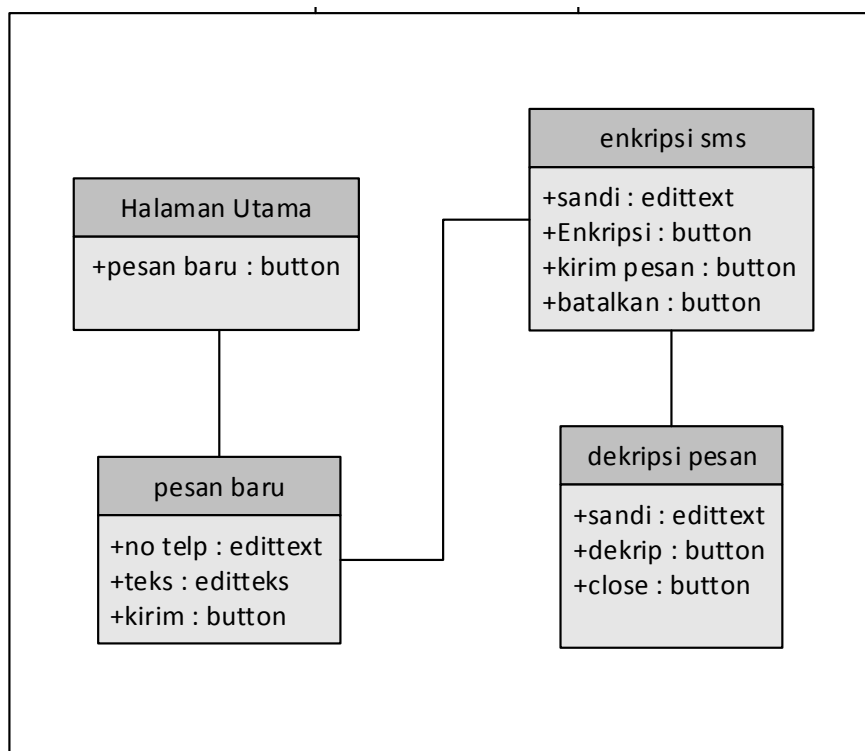 Halaman Utama
+pesan baru : button
pesan baru
+no telp : edittext
+teks : editteks
+kirim : button
enkripsi sms
+sandi : edittext
+Enkripsi : button
+kirim pesan : button
+batalkan : button
dekripsi pesan
+sandi : edittext
+dekrip : button
+close : button